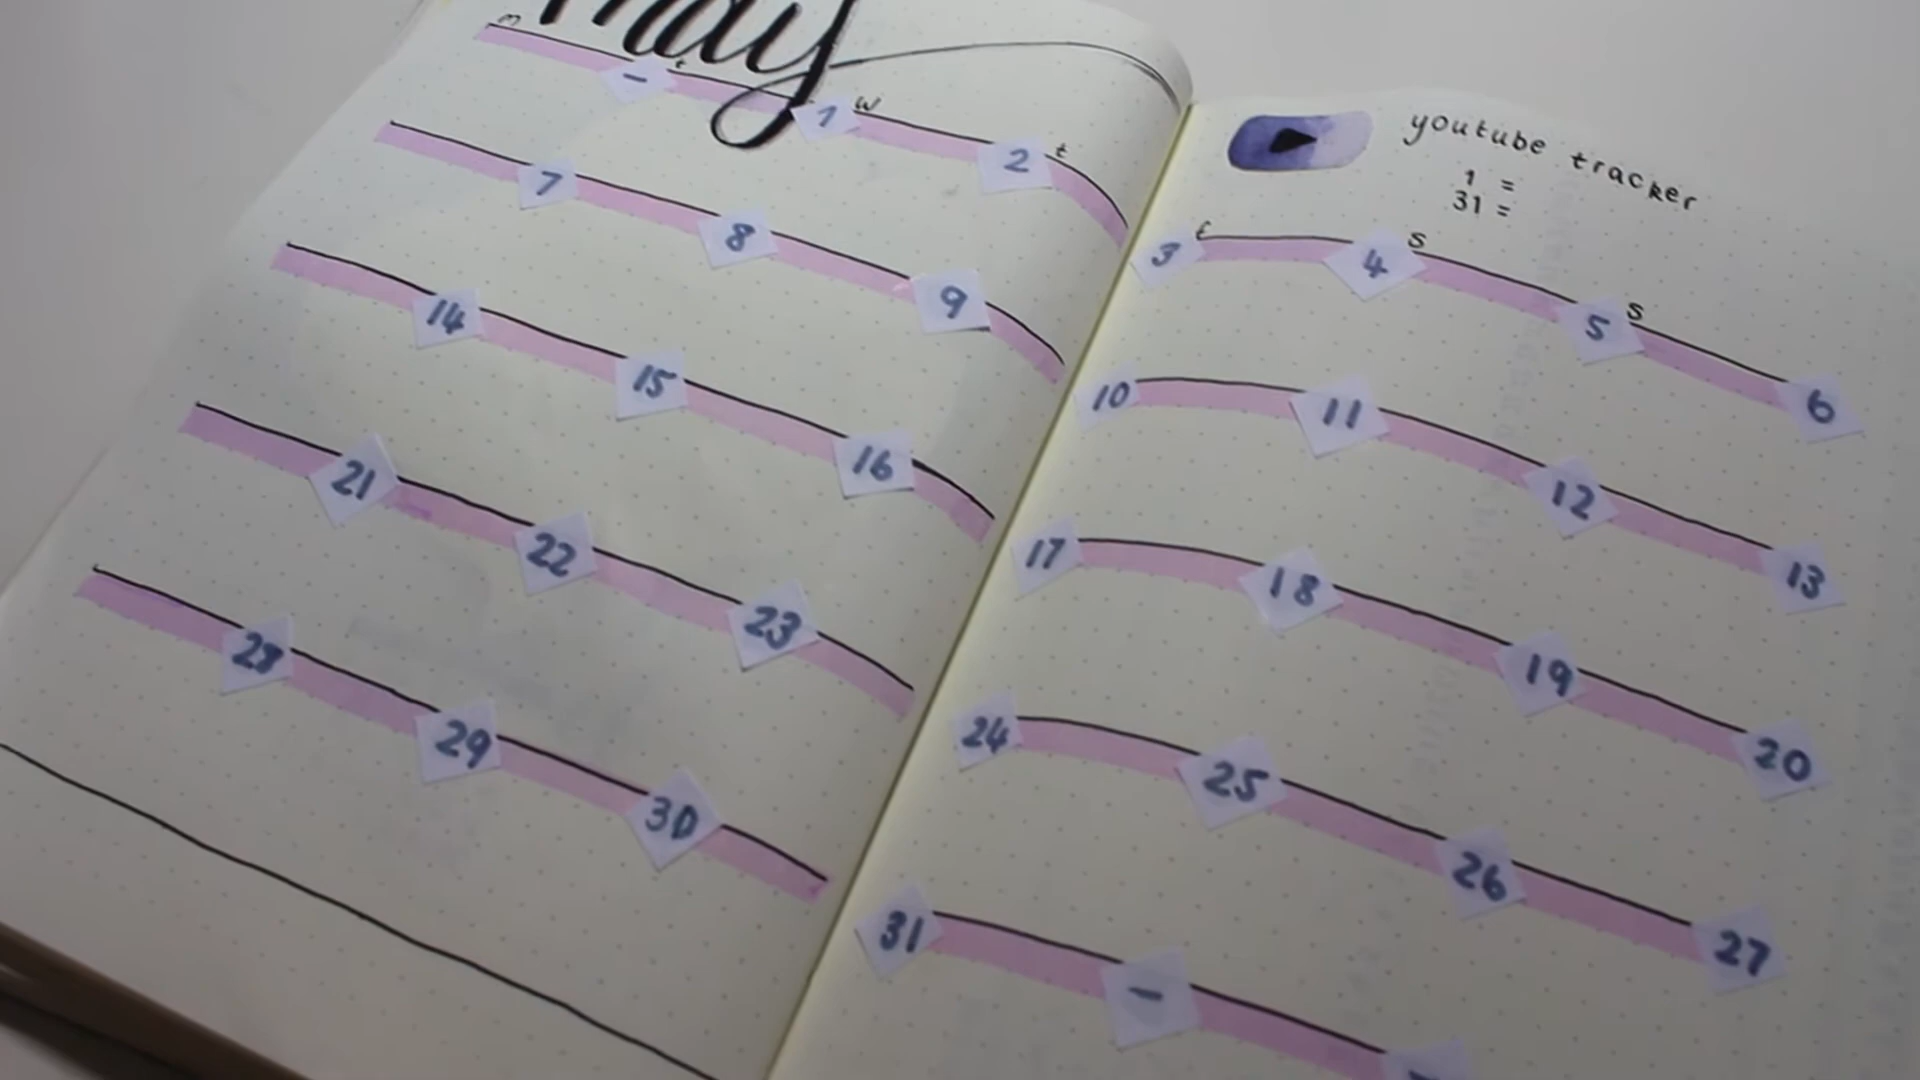 May
m t w t
- 1 2
7 8 9
14 15 16
21 22 23
28 29 30
youtube tracker
1 =
31 =
f s s
3 4 5 6
10 11 12 13
17 18 19 20
24 25 26 27
31 -